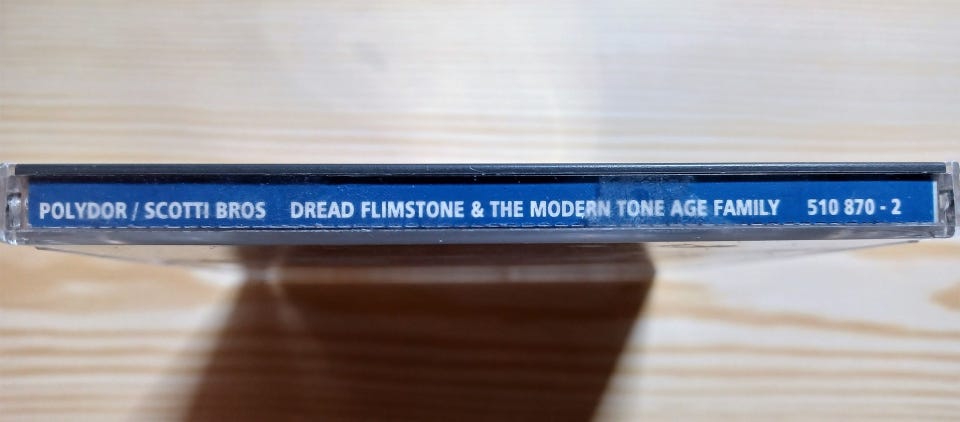 POLYDOR / SCOTTI BROS DREAD FLIMSTONE & THE MODERN TONE AGE FAMILY 510 870 - 2